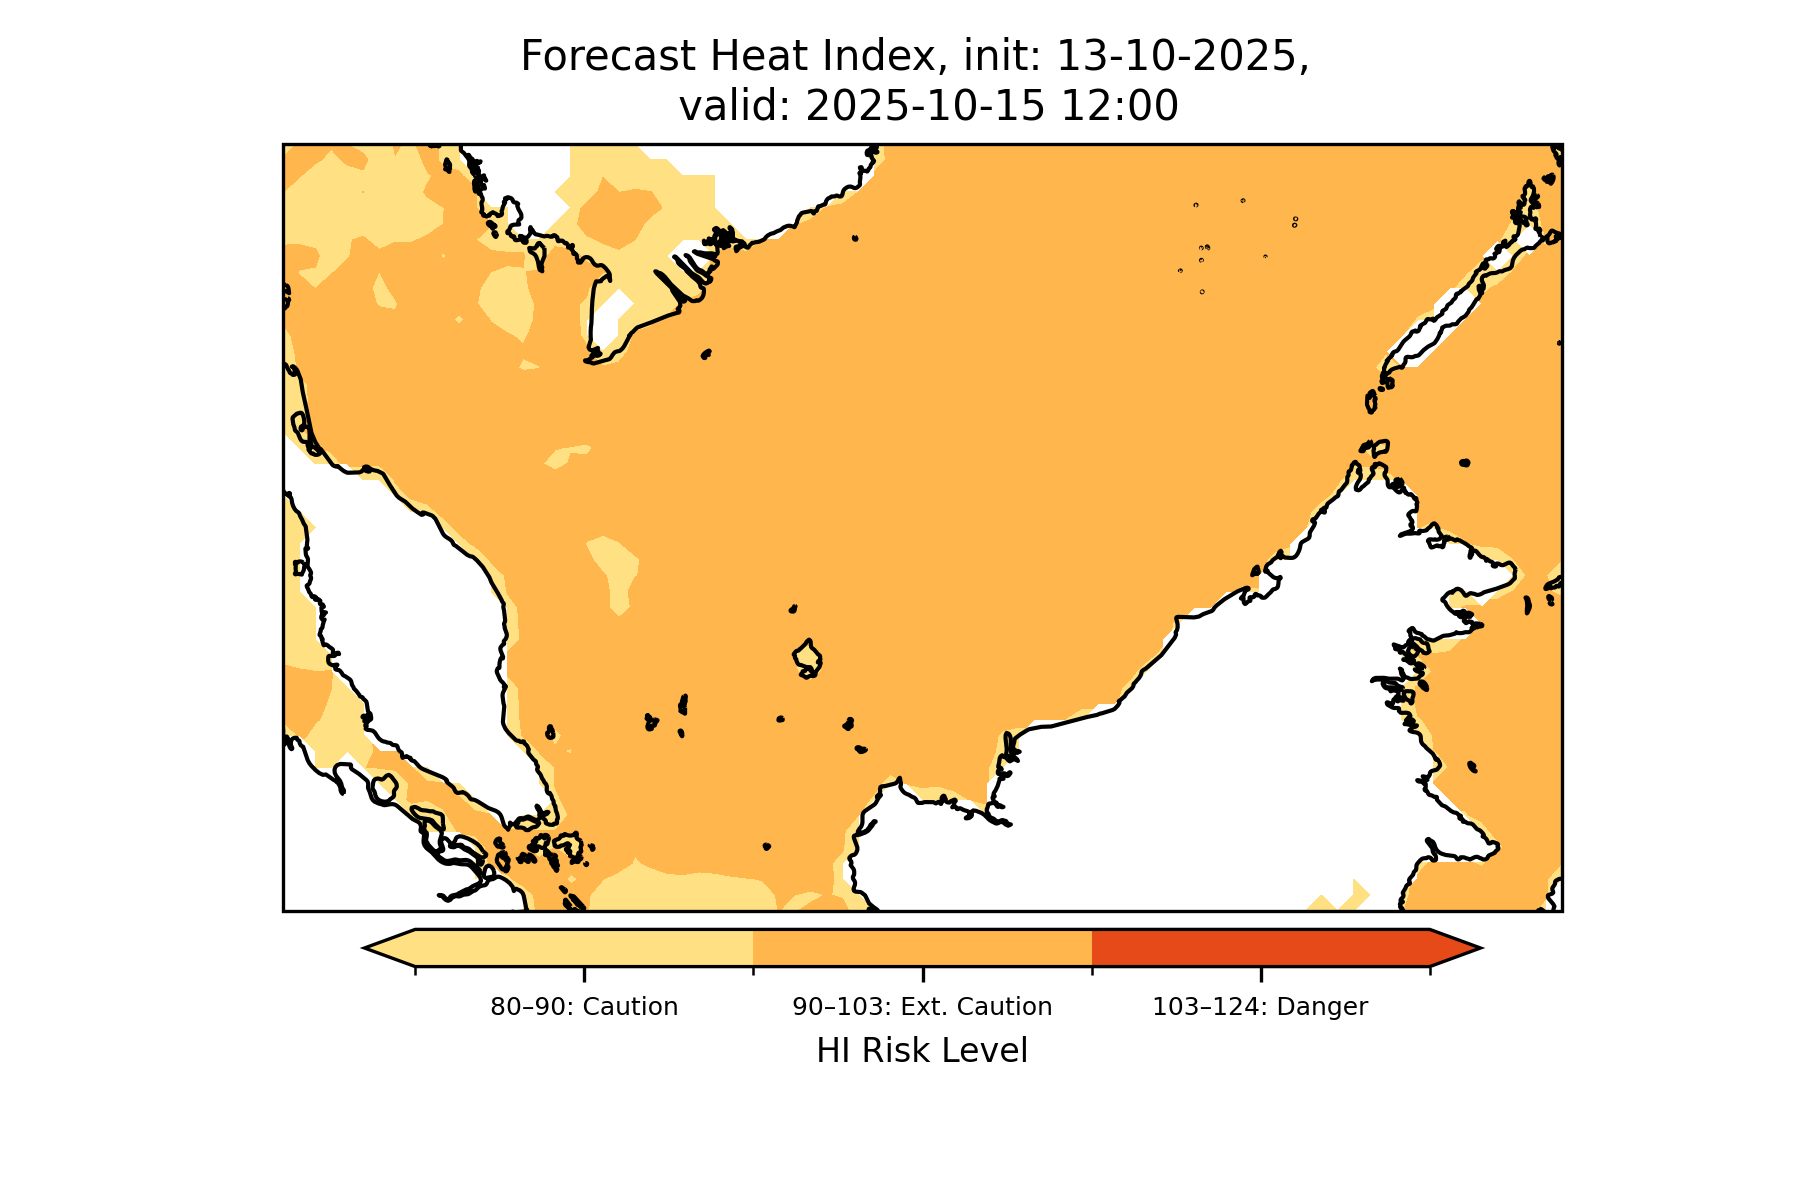 Forecast Heat Index, init: 13-10-2025,
valid: 2025-10-15 12:00
80–90: Caution
90–103: Ext. Caution
103–124: Danger
HI Risk Level